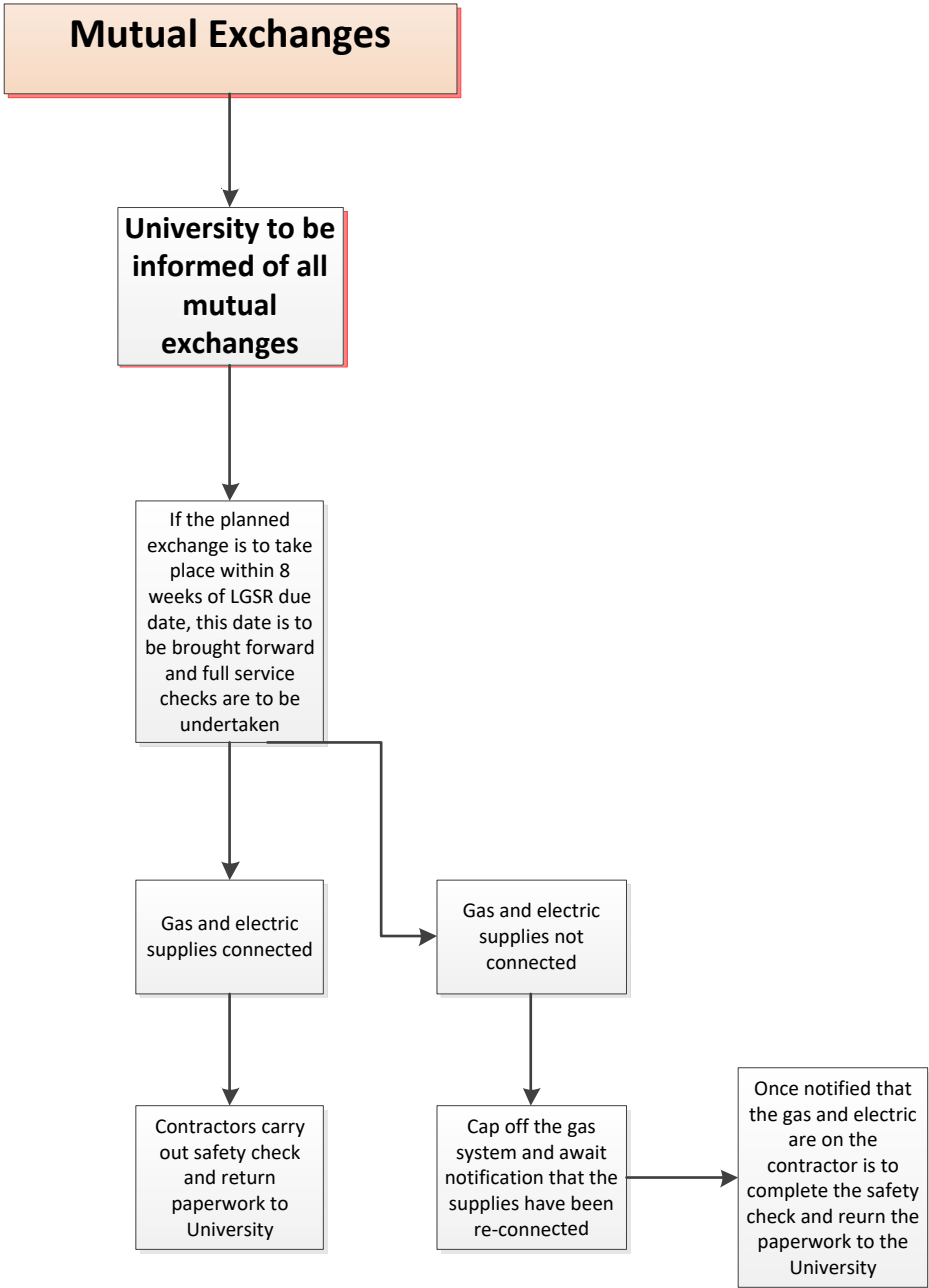 Mutual Exchanges
University to be
informed of all
mutual
exchanges
If the planned
exchange is to take
place within 8
weeks of LGSR due
date, this date is to
be brought forward
and full service
checks are to be
undertaken
Gas and electric
supplies connected
Gas and electric
supplies not
connected
Contractors carry
out safety check
and return
paperwork to
University
Cap off the gas
system and await
notification that the
supplies have been
re-connected
Once notified that
the gas and electric
are on the
contractor is to
complete the safety
check and reurn the
paperwork to the
University